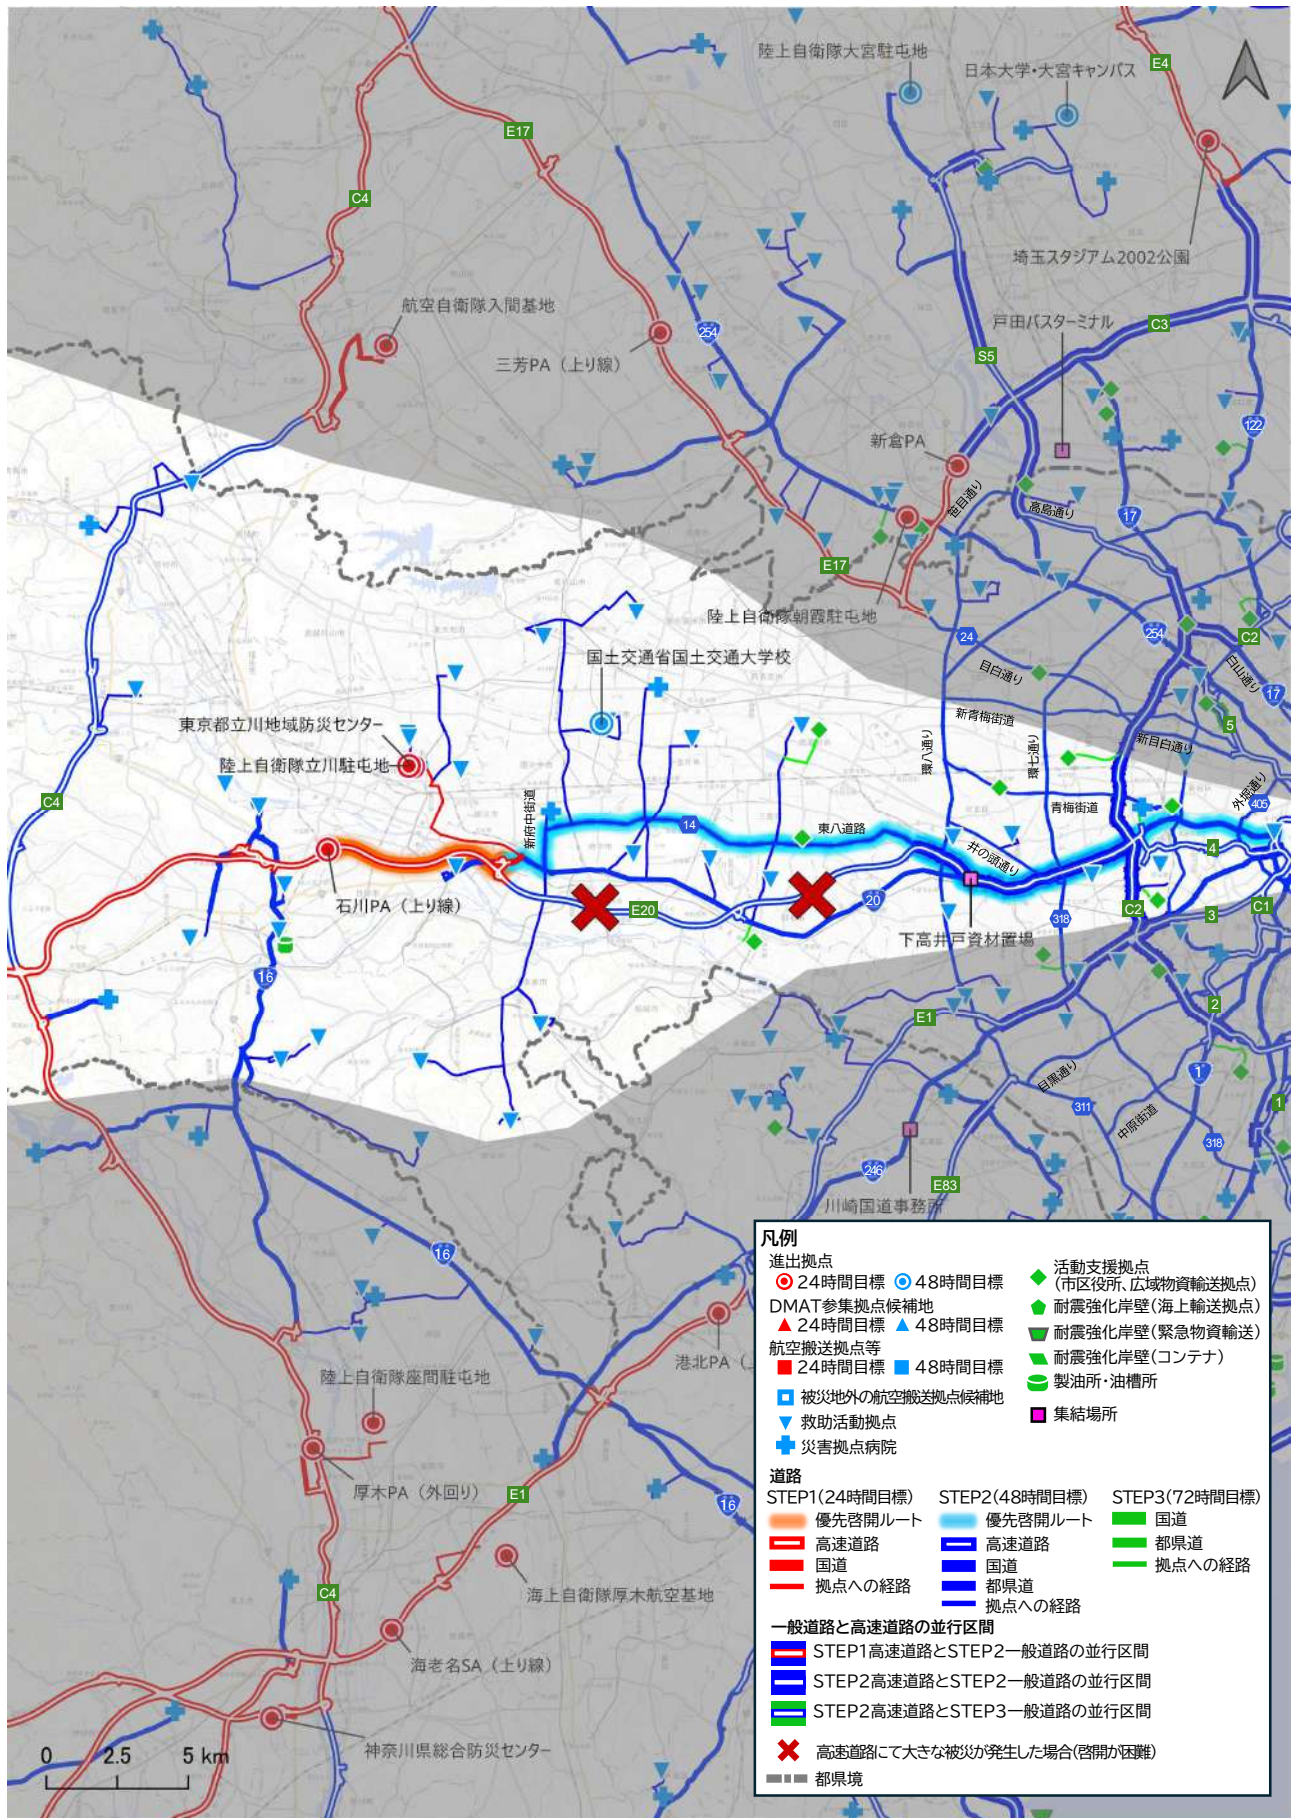 陸上自衛隊大宮駐屯地
日本大学・大宮キャンパス
E4
E17
C4
埼玉スタジアム2002公園
航空自衛隊入間基地
戸田バスターミナル
C3
254
三芳PA（上り線）
S5
122
新倉PA
笹目通り
高島通り
17
E17
陸上自衛隊朝霞駐屯地
24
254
C2
目白通り
白山通り
国土交通省国土交通大学校
17
新青梅街道
5
東京都立川地域防災センター
環八通り
環七通り
新目白通り
陸上自衛隊立川駐屯地
外堀通り
C4
新府中街道
青梅街道
405
14
東八道路
井の頭通り
4
石川PA（上り線）
E20
20
318
C2
3
C1
下高井戸資材置場
16
2
E1
1
目黒通り
311
1
中原街道
318
246
E83
川崎国道事務所
16
港北PA（上
陸上自衛隊座間駐屯地
厚木PA（外回り）
E1
16
海上自衛隊厚木航空基地
C4
海老名SA（上り線）
神奈川県総合防災センター
0 2.5 5 km
凡例
進出拠点
24時間目標 48時間目標
DMAT参集拠点候補地
24時間目標 48時間目標
航空搬送拠点等
24時間目標 48時間目標
被災地外の航空搬送拠点候補地
救助活動拠点
災害拠点病院
活動支援拠点
(市区役所、広域物資輸送拠点)
耐震強化岸壁(海上輸送拠点)
耐震強化岸壁(緊急物資輸送)
耐震強化岸壁(コンテナ)
製油所・油槽所
集結場所
道路
STEP1(24時間目標) STEP2(48時間目標) STEP3(72時間目標)
優先啓開ルート 優先啓開ルート 国道
高速道路 高速道路 都県道
国道 国道 拠点への経路
拠点への経路 都県道
拠点への経路
一般道路と高速道路の並行区間
STEP1高速道路とSTEP2一般道路の並行区間
STEP2高速道路とSTEP2一般道路の並行区間
STEP2高速道路とSTEP3一般道路の並行区間
高速道路にて大きな被災が発生した場合(啓開が困難)
都県境